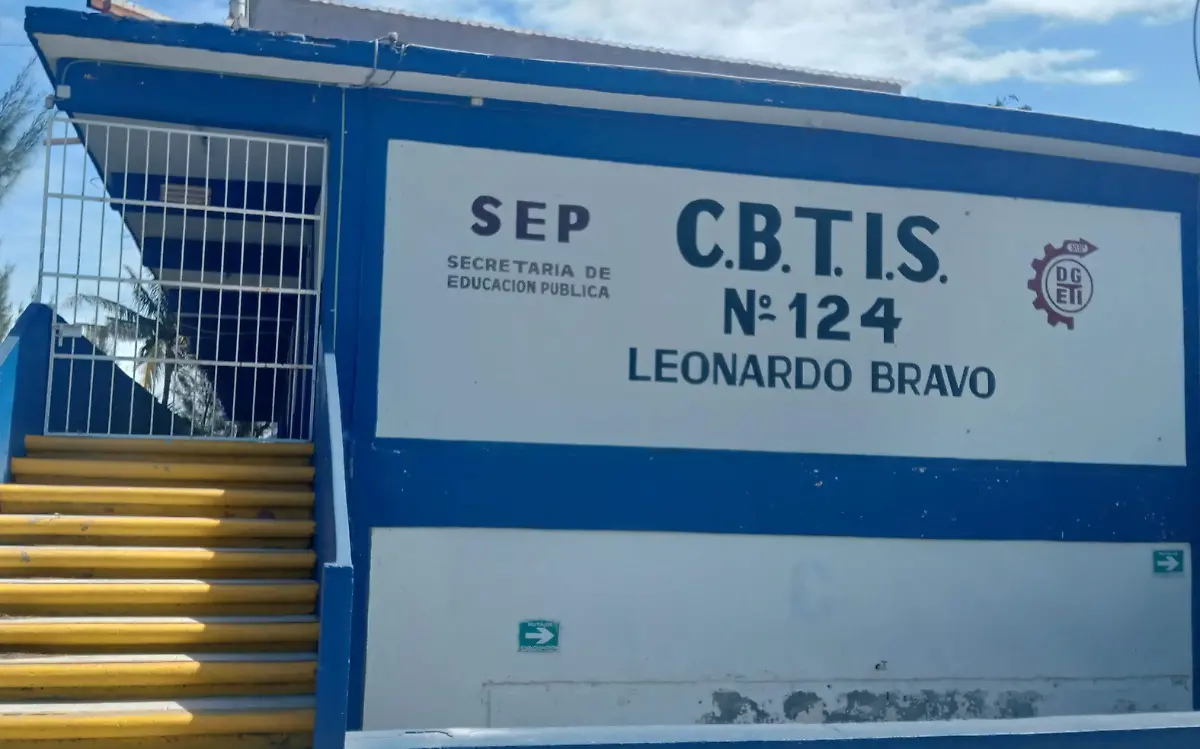 SEP
SECRETARIA DE
EDUCACION PUBLICA
C.B.T.I.S.
Nº 124
LEONARDO BRAVO
DG
ETI